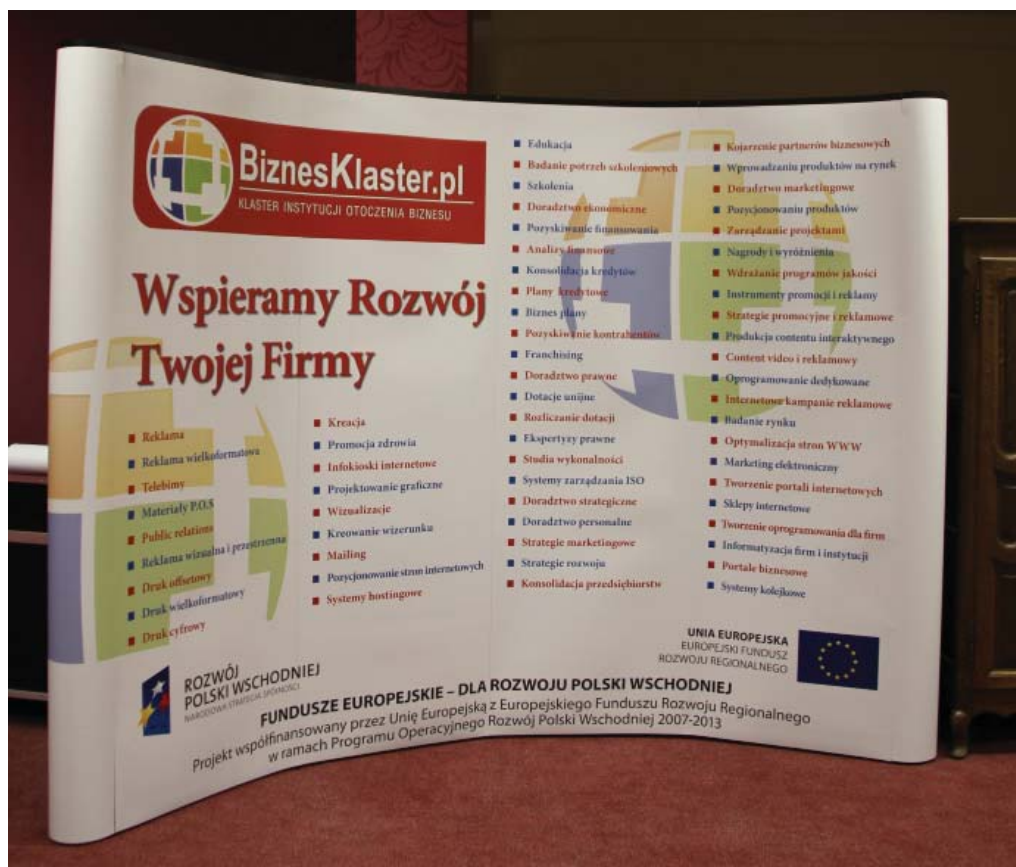 BiznesKlaster.pl
KLASTER INSTYTUCJI OTOCZENIA BIZNESU
Wspieramy Rozwój
Twojej Firmy
Reklama
Reklama wielkoformatowa
Telebimy
Materiały P.O.S
Public relations
Reklama wizualna i przestrzenna
Druk offsetowy
Druk wielkoformatowy
Druk cyfrowy
Kreacja
Promocja zdrowia
Infokioski internetowe
Projektowanie graficzne
Wizualizacje
Kreowanie wizerunku
Mailing
Pozycjonowanie stron internetowych
Systemy hostingowe
Edukacja
Badanie potrzeb szkoleniowych
Szkolenia
Doradztwo ekonomiczne
Pozyskiwanie finansowania
Analizy finansowe
Konsolidacja kredytów
Plany kredytowe
Biznes plany
Pozyskiwanie kontrahentów
Franchising
Doradztwo prawne
Dotacje unijne
Rozliczanie dotacji
Ekspertyzy prawne
Studia wykonalności
Systemy zarządzania ISO
Doradztwo strategiczne
Doradztwo personalne
Strategie marketingowe
Strategie rozwoju
Konsolidacja przedsiębiorstw
Kojarzenie partnerów biznesowych
Wprowadzaniu produktów na rynek
Doradztwo marketingowe
Pozycjonowaniu produktów
Zarządzanie projektami
Nagrody i wyróżnienia
Wdrażanie programów jakości
Instrumenty promocji i reklamy
Strategie promocyjne i reklamowe
Produkcja contentu interaktywnego
Content video i reklamowy
Oprogramowanie dedykowane
Internetowe kampanie reklamowe
Badanie rynku
Optymalizacja stron WWW
Marketing elektroniczny
Tworzenie portali internetowych
Sklepy internetowe
Tworzenie oprogramowania dla firm
Informatyzacja firm i instytucji
Portale biznesowe
Systemy kolejkowe
ROZWÓJ
POLSKI WSCHODNIEJ
NARODOWA STRATEGIA SPÓJNOŚCI
UNIA EUROPEJSKA
EUROPEJSKI FUNDUSZ
ROZWOJU REGIONALNEGO
FUNDUSZE EUROPEJSKIE – DLA ROZWOJU POLSKI WSCHODNIEJ
Projekt współfinansowany przez Unię Europejską z Europejskiego Funduszu Rozwoju Regionalnego
w ramach Programu Operacyjnego Rozwój Polski Wschodniej 2007-2013